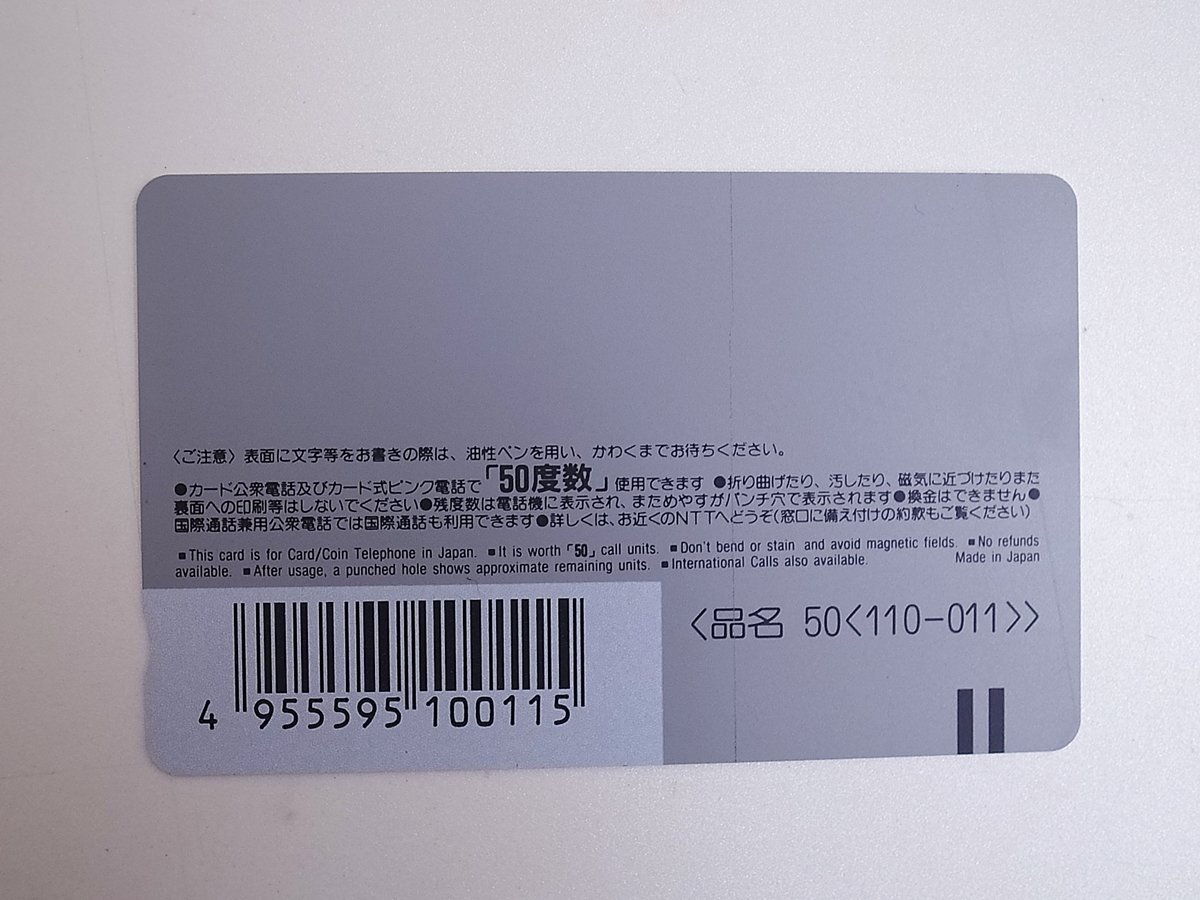 〈ご注意〉表面に文字等をお書きの際は、油性ペンを用い、かわくまでお待ちください。
●カード公衆電話及びカード式ピンク電話で「50度数」使用できます ●折り曲げたり、汚したり、磁気に近づけたりまた
裏面への印刷等はしないでください●残度数は電話機に表示され、まためやすがパンチ穴で表示されます●換金はできません●
国際通話兼用公衆電話では国際通話も利用できます●詳しくは、お近くのNTTへどうぞ(窓口に備え付けの約款もご覧ください)
■This card is for Card/Coin Telephone in Japan. ■It is worth「50」call units. ■Don't bend or stain and avoid magnetic fields. ■No refunds
available. ■After usage, a punched hole shows approximate remaining units. ■International Calls also available. Made in Japan
〈品名 50〈110-011〉〉
4 955595 100115